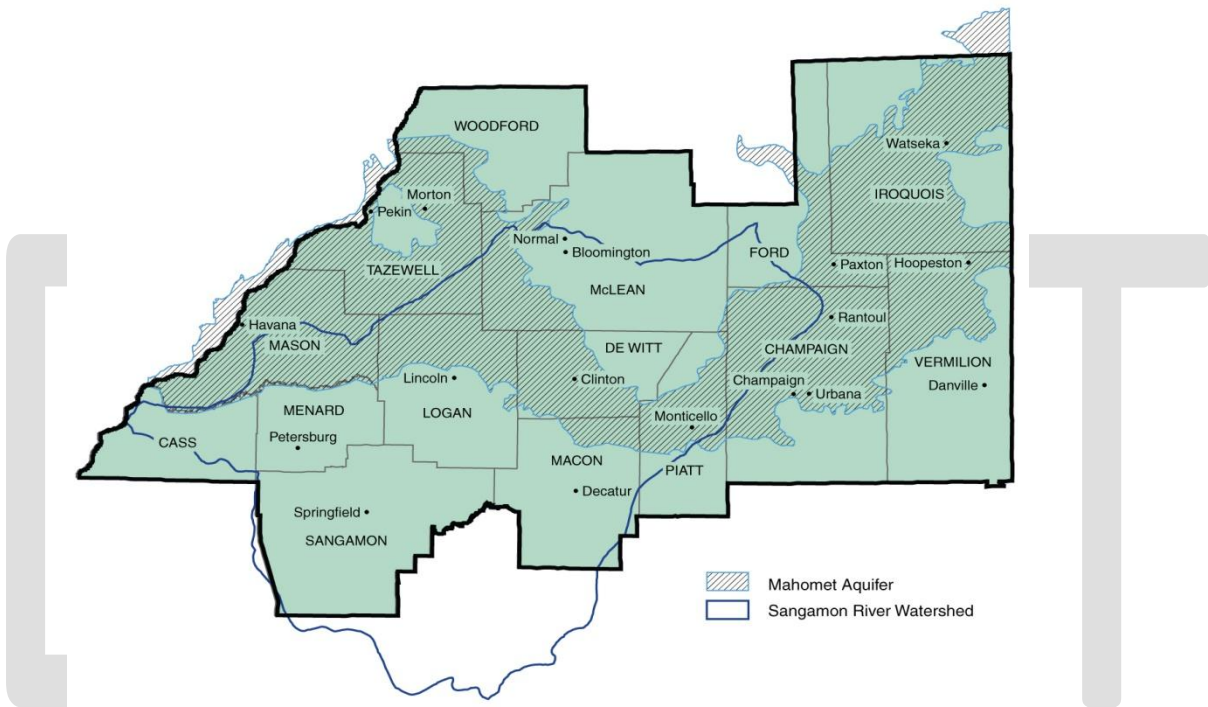 WOODFORD
Watseka
Morton
IROQUOIS
Pekin
Normal
Bloomington
FORD
Paxton
Hoopeston
TAZEWELL
McLEAN
Havana
Rantoul
MASON
DE WITT
CHAMPAIGN
VERMILION
Lincoln
Clinton
Champaign
Urbana
Danville
MENARD
LOGAN
Monticello
Petersburg
CASS
MACON
PIATT
Decatur
Springfield
SANGAMON
Mahomet Aquifer
Sangamon River Watershed
T